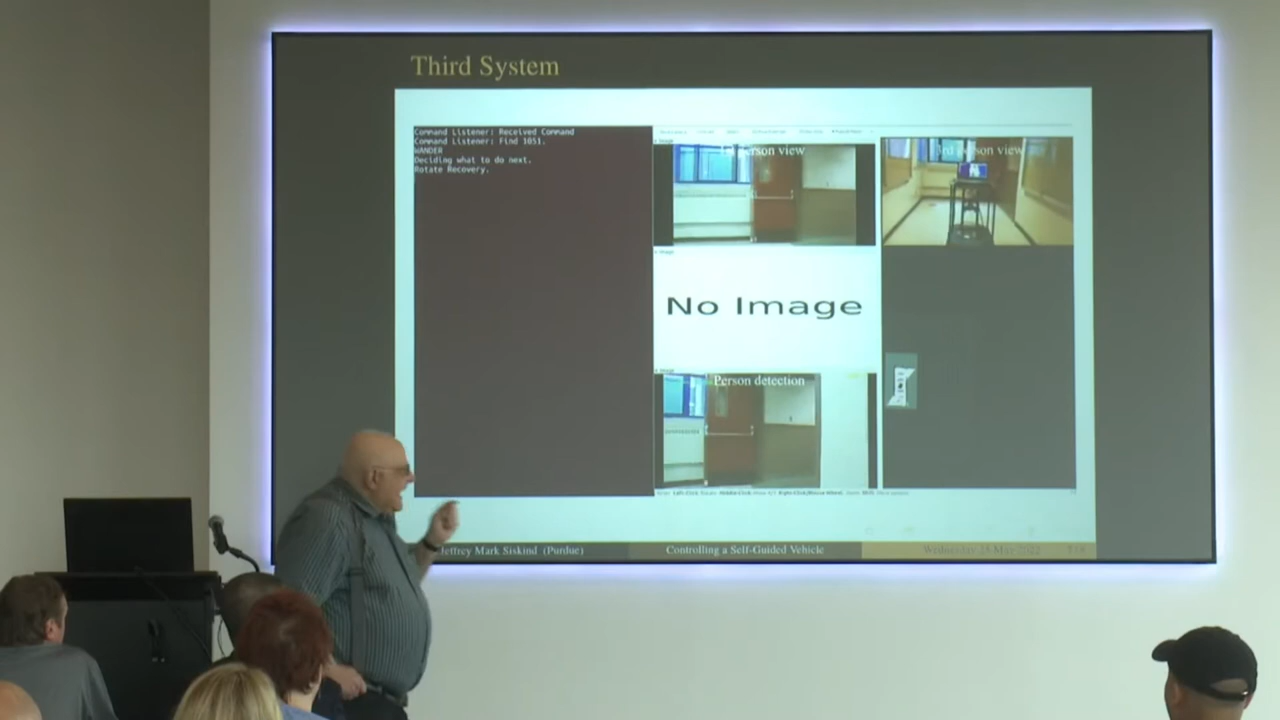 Third System
Command Listener: Received Command
Command Listener: Find 1051.
WANDER
Deciding what to do next.
Rotate Recovery.
person view
3rd person view
No Image
Person detection
Jeffrey Mark Siskind (Purdue)
Controlling a Self-Guided Vehicle
Wednesday 25 May 2022